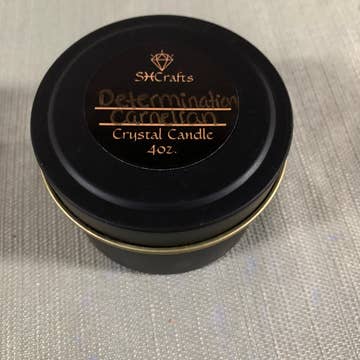 SHCrafts
Determination
Carnelian
Crystal Candle
4oz.